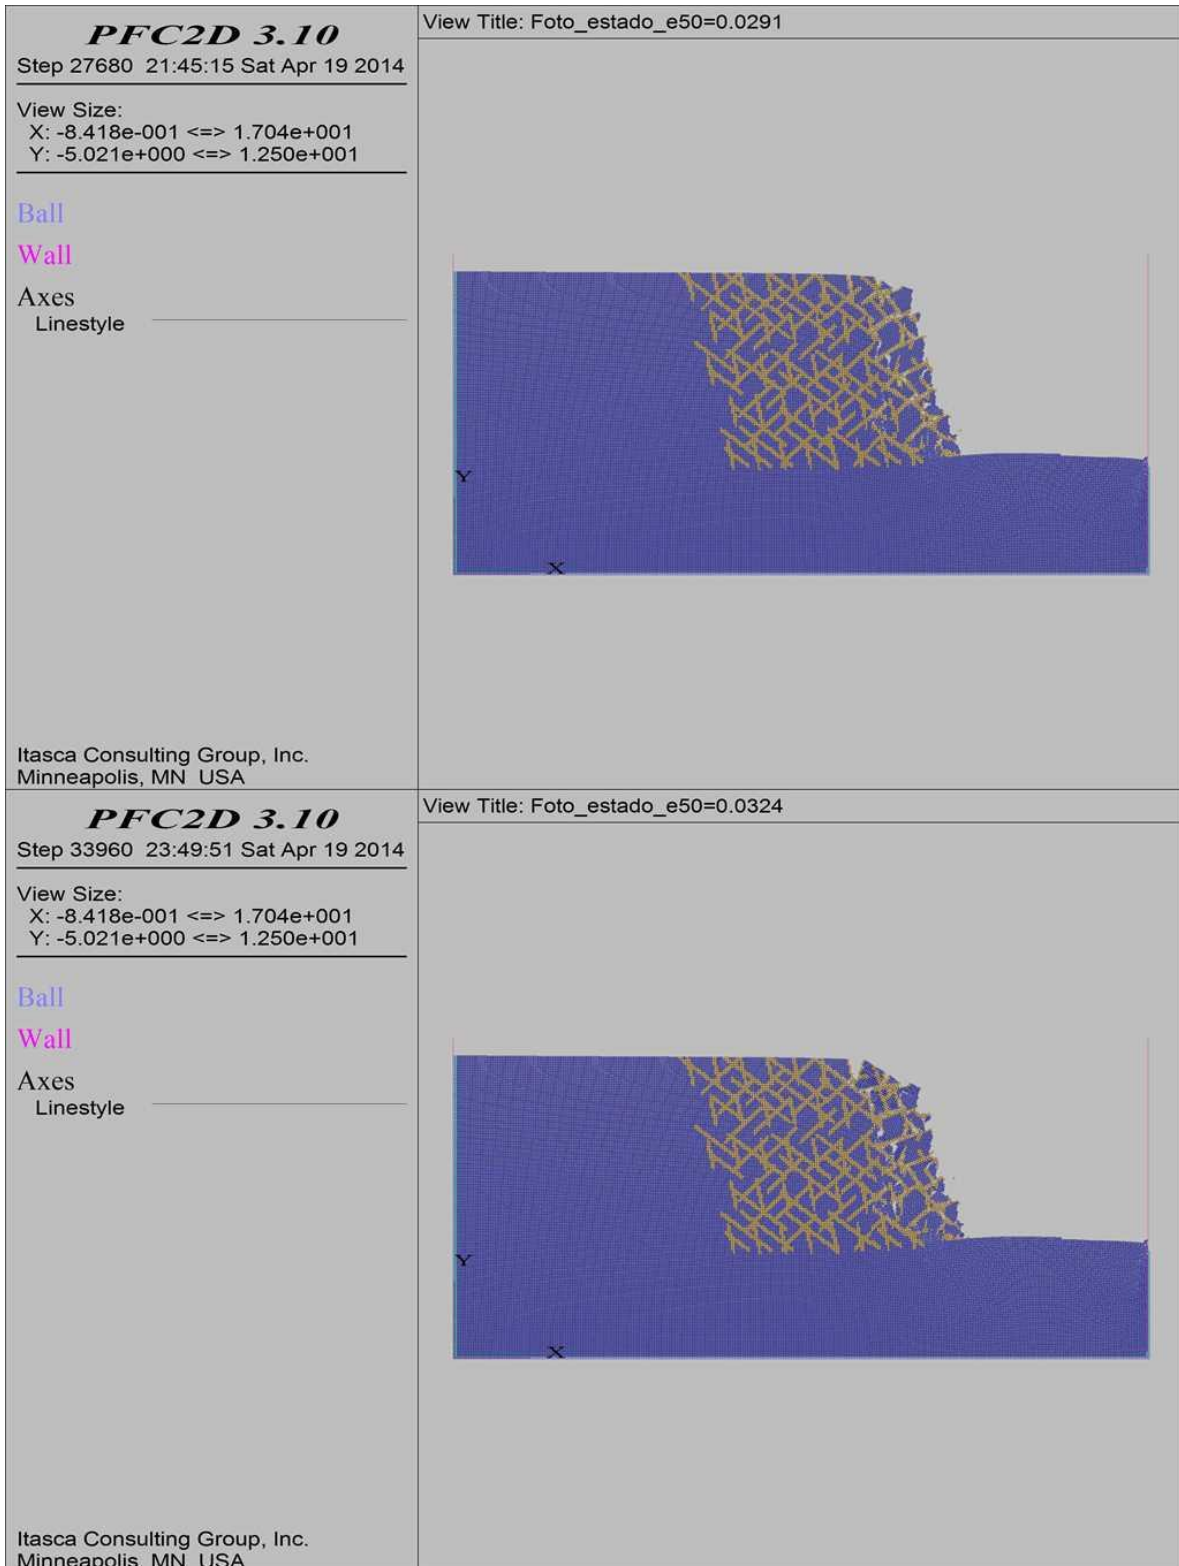 PFC2D 3.10
Step 27680 21:45:15 Sat Apr 19 2014
View Size:
X: -8.418e-001 <=> 1.704e+001
Y: -5.021e+000 <=> 1.250e+001
Ball
Wall
Axes
Linestyle
Itasca Consulting Group, Inc.
Minneapolis, MN USA
View Title: Foto_estado_e50=0.0291
Y
X
PFC2D 3.10
Step 33960 23:49:51 Sat Apr 19 2014
View Size:
X: -8.418e-001 <=> 1.704e+001
Y: -5.021e+000 <=> 1.250e+001
Ball
Wall
Axes
Linestyle
Itasca Consulting Group, Inc.
Minneapolis, MN USA
View Title: Foto_estado_e50=0.0324
Y
X